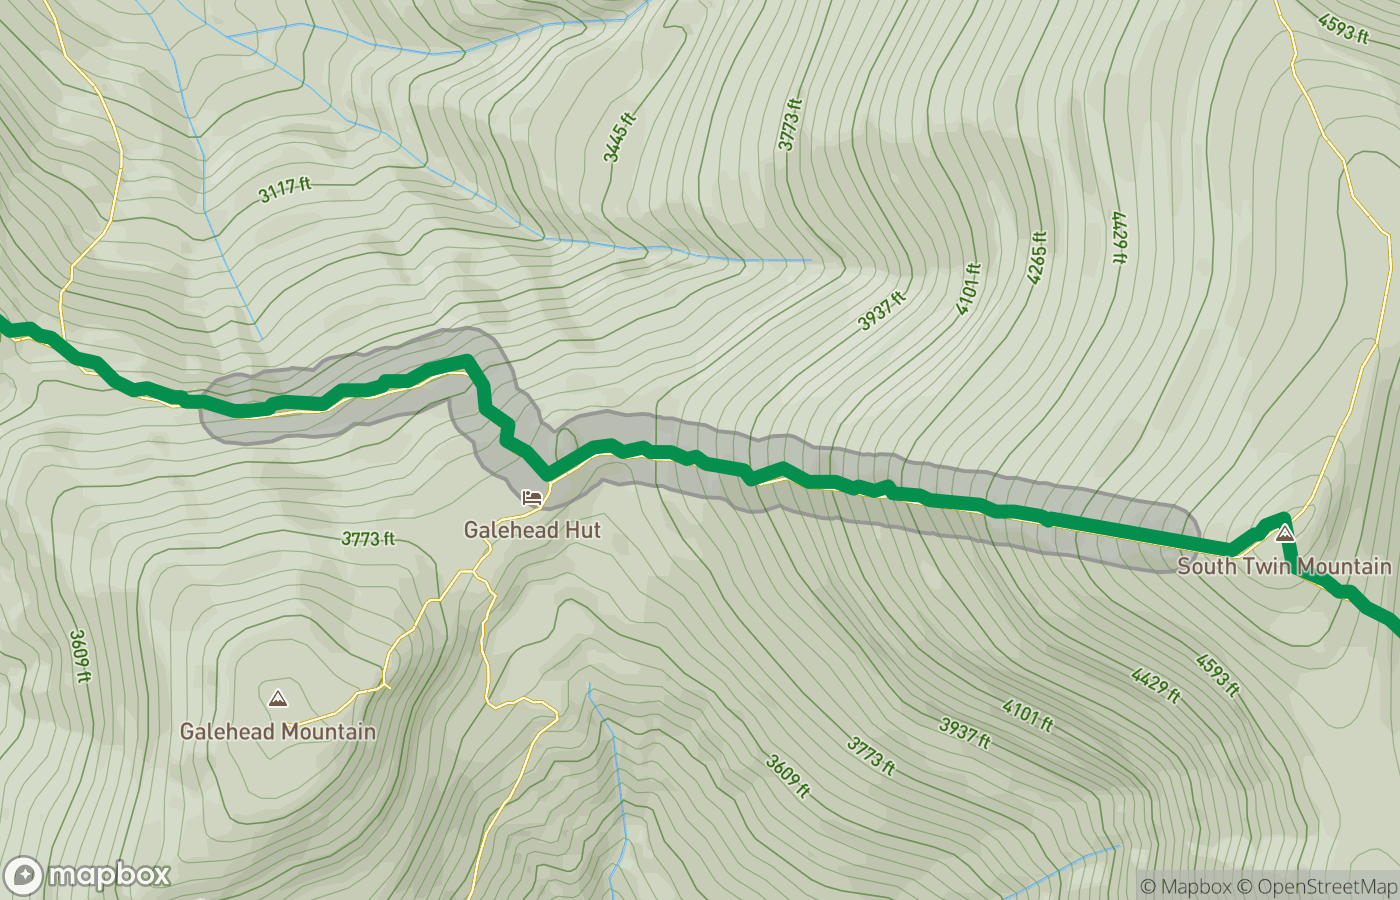 4593 ft
3445 ft
3773 ft
3117 ft
4429 ft
4265 ft
4101 ft
3937 ft
Galehead Hut
3773 ft
South Twin Mountain
3609 ft
4593 ft
4429 ft
4101 ft
3937 ft
Galehead Mountain
3773 ft
3609 ft
mapbox
© Mapbox © OpenStreetMap